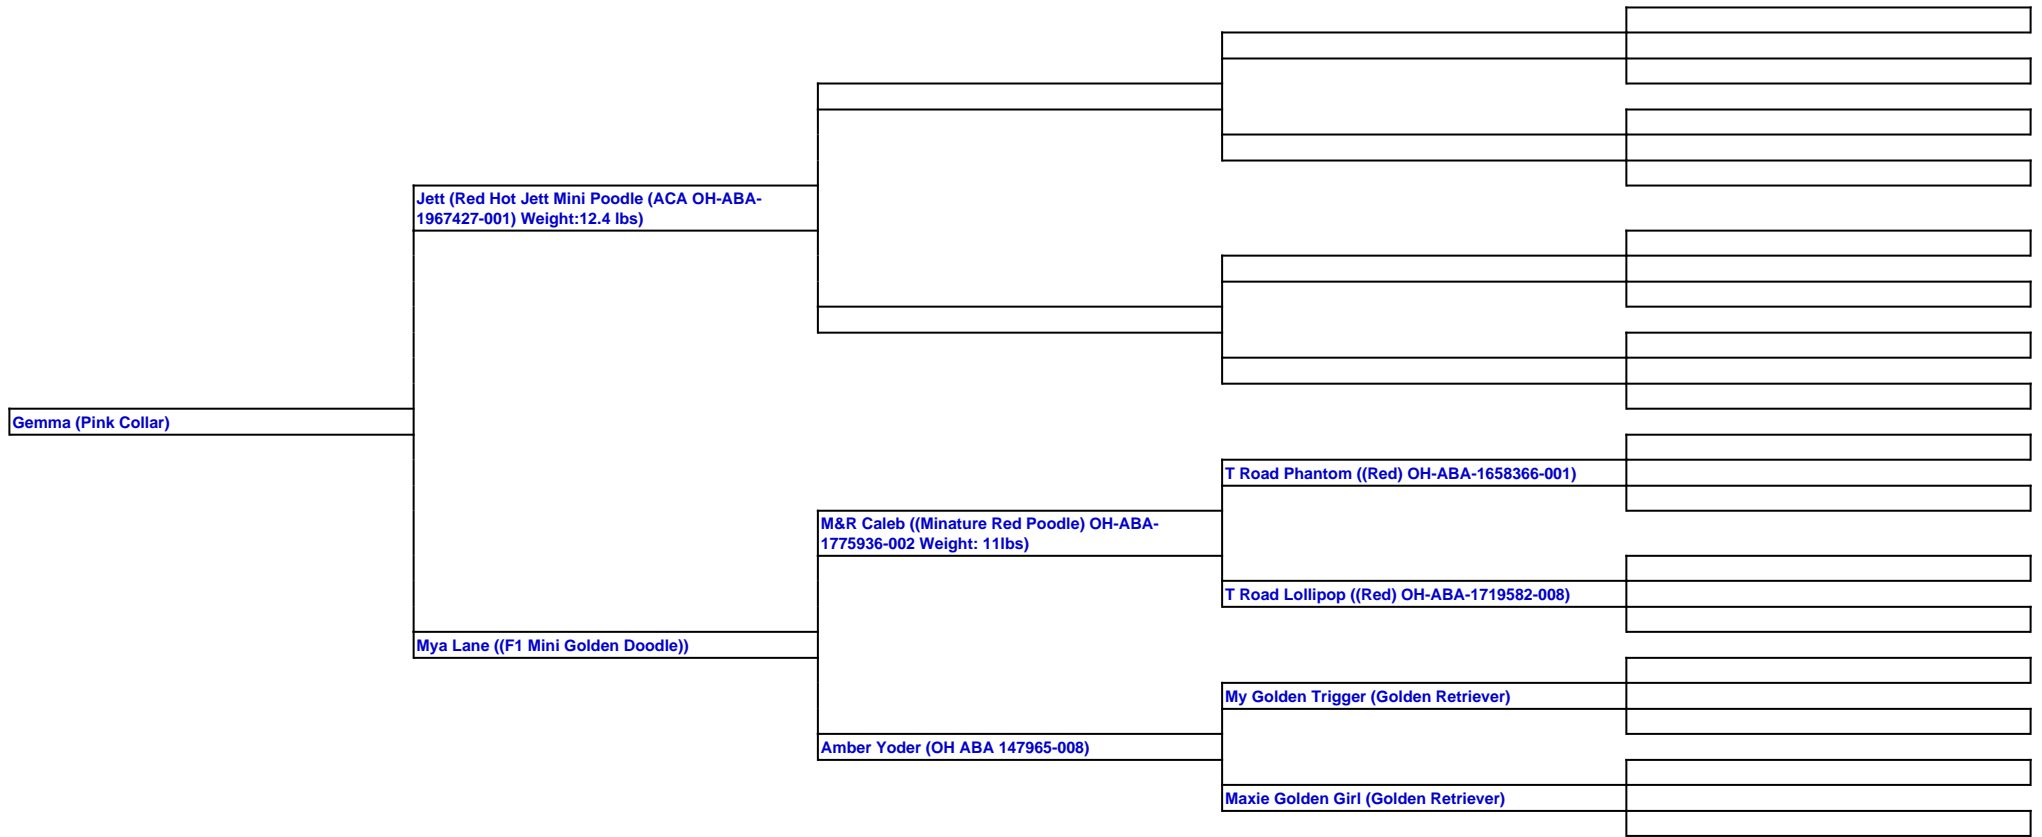 Jett (Red Hot Jett Mini Poodle (ACA OH-ABA-
1967427-001) Weight:12.4 lbs)
Gemma (Pink Collar)
T Road Phantom ((Red) OH-ABA-1658366-001)
M&R Caleb ((Minature Red Poodle) OH-ABA-
1775936-002 Weight: 11lbs)
T Road Lollipop ((Red) OH-ABA-1719582-008)
Mya Lane ((F1 Mini Golden Doodle))
My Golden Trigger (Golden Retriever)
Amber Yoder (OH ABA 147965-008)
Maxie Golden Girl (Golden Retriever)